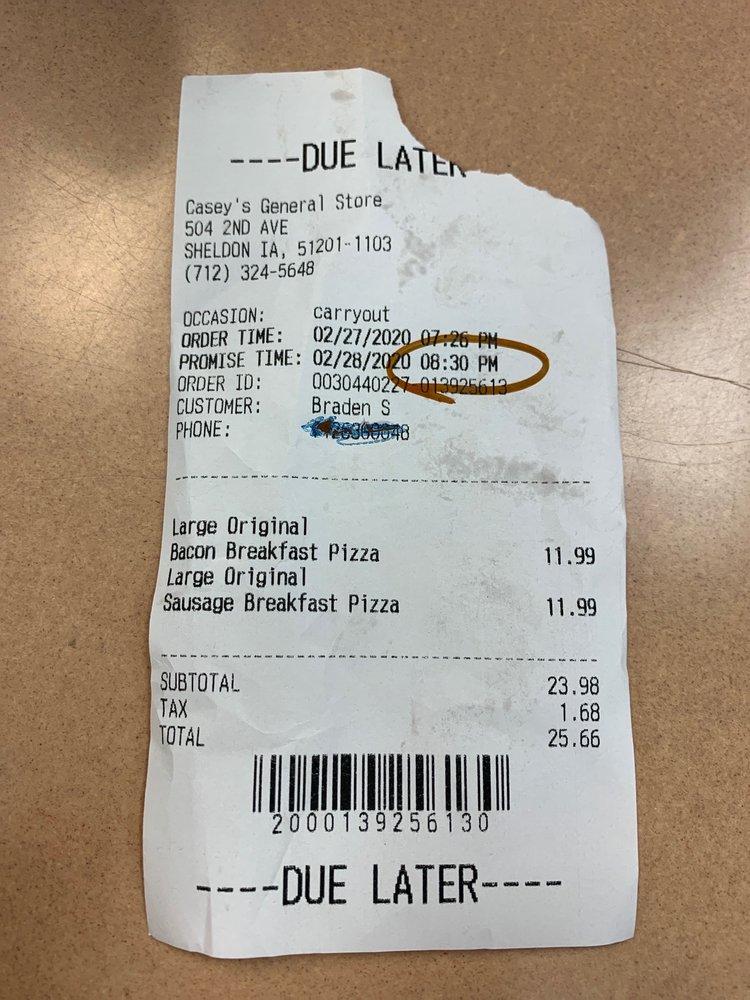 ----DUE LATER
Casey's General Store
504 2ND AVE
SHELDON IA, 51201-1103
(712) 324-5648
OCCASION: carryout
ORDER TIME: 02/27/2020 07:26 PM
PROMISE TIME: 02/28/2020 08:30 PM
ORDER ID: 0030440227-013925613
CUSTOMER: Braden S
PHONE:
Large Original
Bacon Breakfast Pizza 11.99
Large Original
Sausage Breakfast Pizza 11.99
SUBTOTAL 23.98
TAX 1.68
TOTAL 25.66
2000139256130
----DUE LATER----